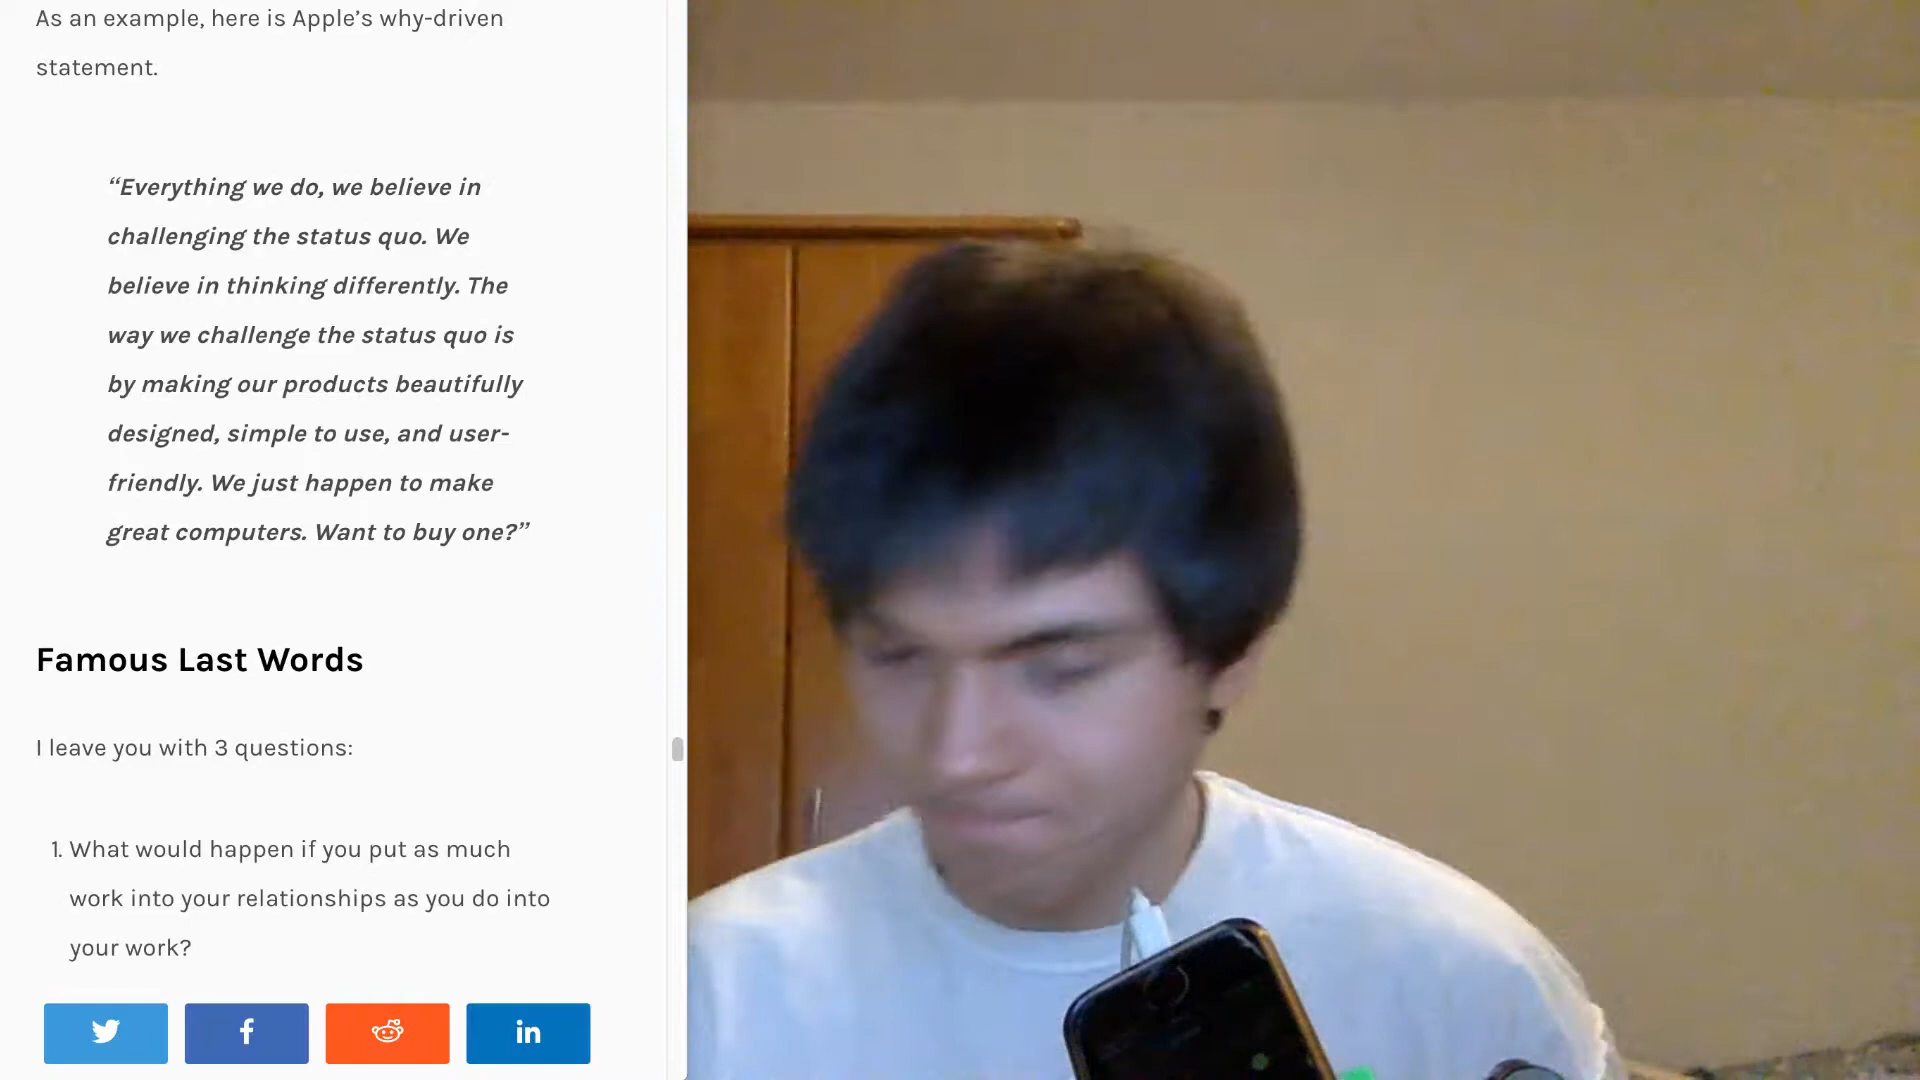 As an example, here is Apple’s why-driven
statement.
“Everything we do, we believe in
challenging the status quo. We
believe in thinking differently. The
way we challenge the status quo is
by making our products beautifully
designed, simple to use, and user-
friendly. We just happen to make
great computers. Want to buy one?”
Famous Last Words
I leave you with 3 questions:
1. What would happen if you put as much
work into your relationships as you do into
your work?